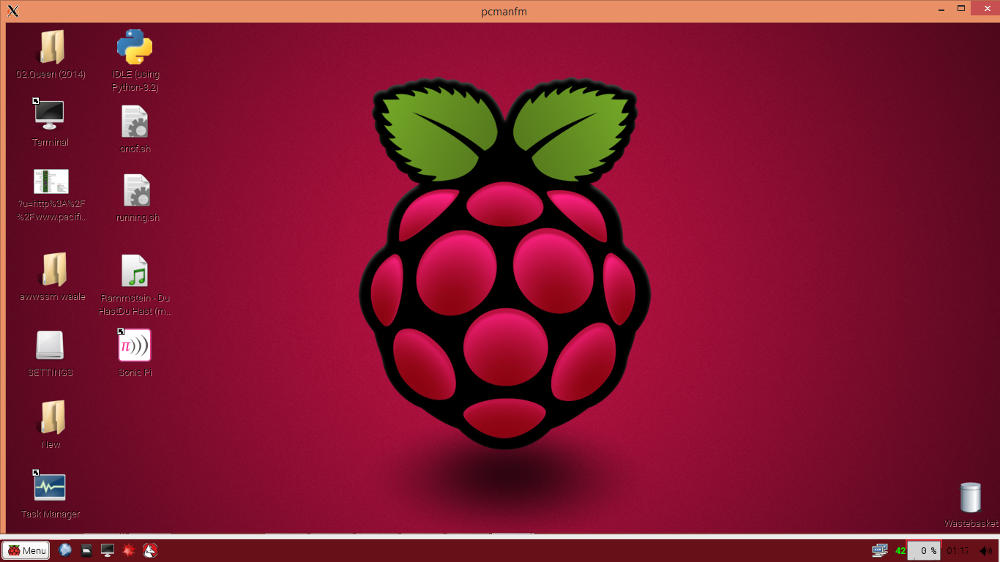 pcmanfm
02.Queen (2014)
IDLE (using
Python-3.2)
Terminal
onof.sh
?u=http%3A%2F
%2Fwww.pacifi...
running.sh
awwssm waale
Rammstein - Du
HastDu Hast (m...
SETTINGS
π)))
Sonic Pi
New
Task Manager
Wastebasket
Menu
42
0 %
01:17